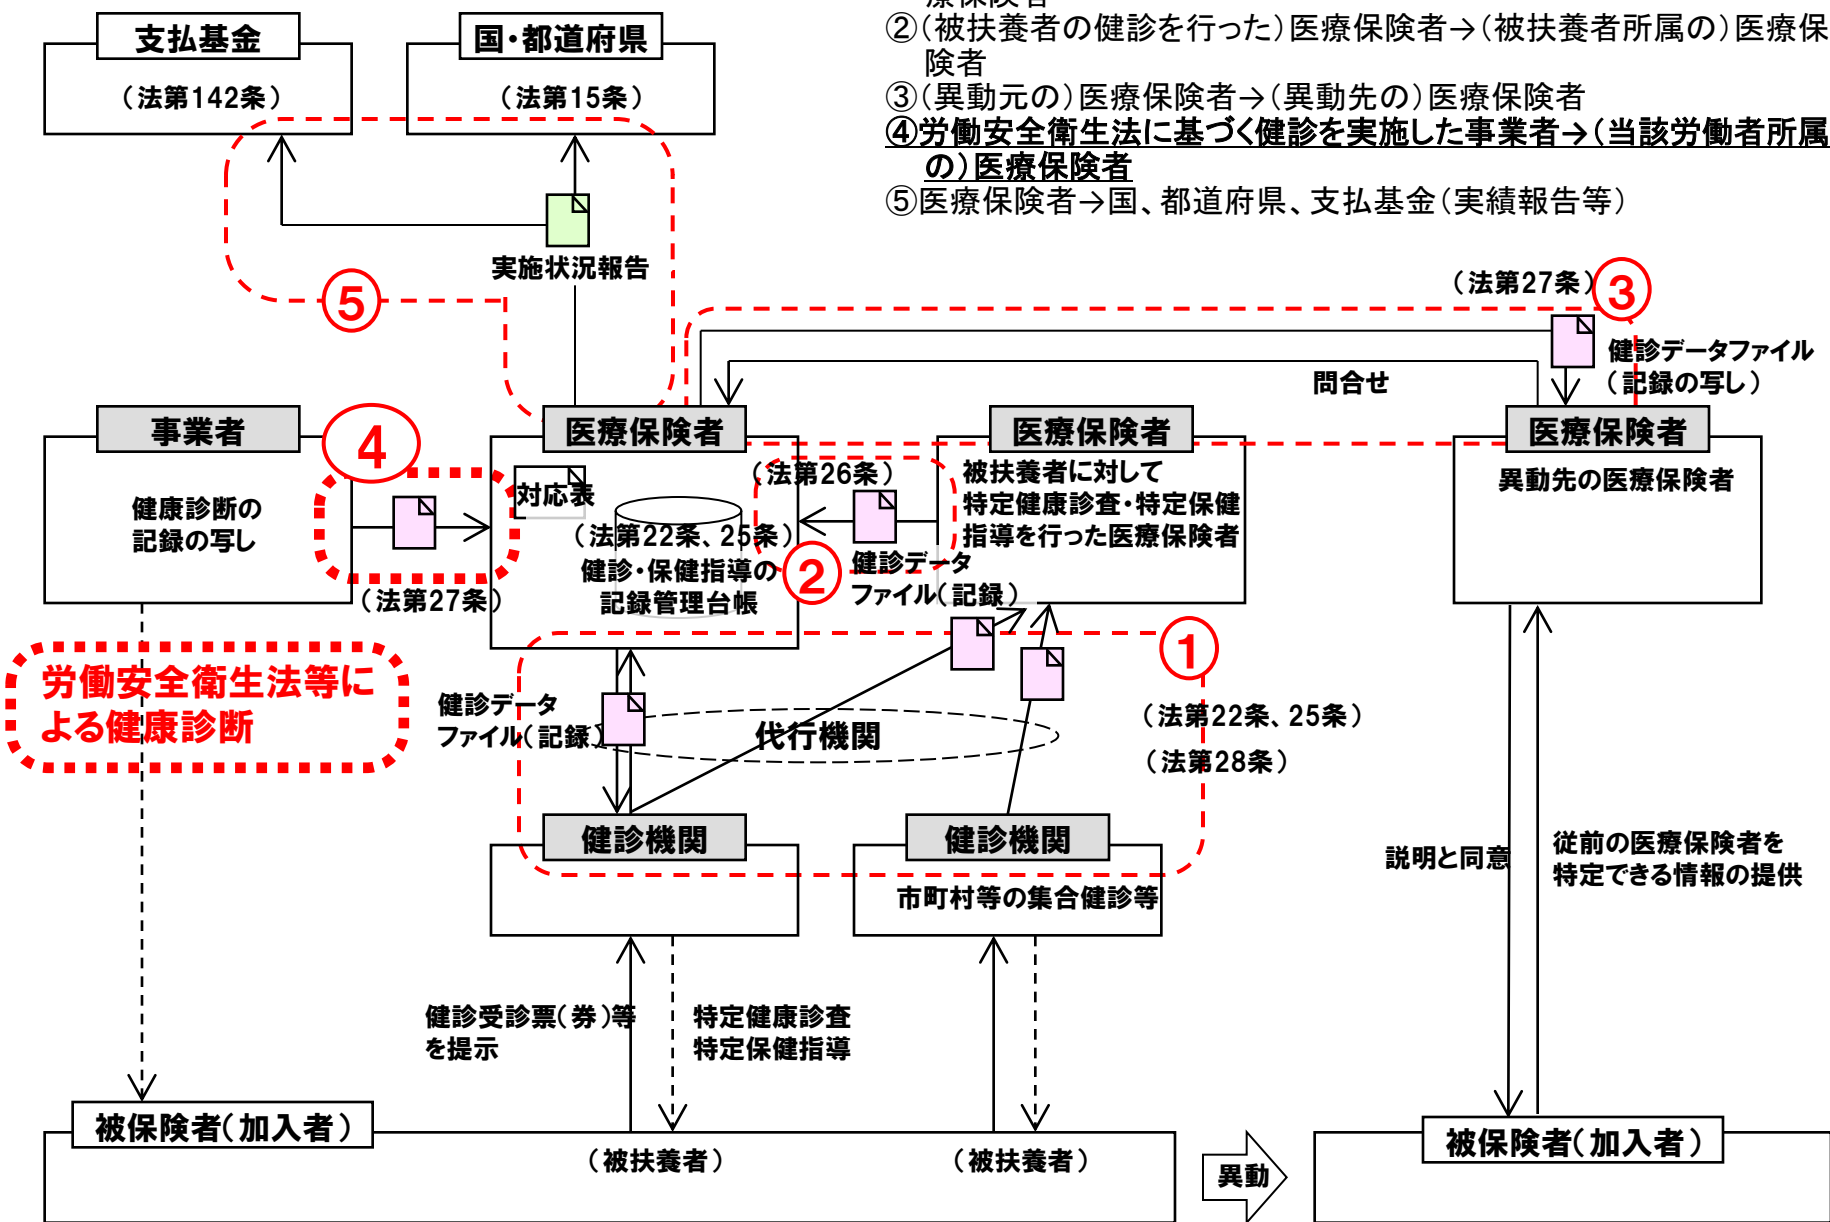 療保険者
②(被扶養者の健診を行った)医療保険者→(被扶養者所属の)医療保
険者
③(異動元の)医療保険者→(異動先の)医療保険者
④労働安全衛生法に基づく健診を実施した事業者→(当該労働者所属
の)医療保険者
⑤医療保険者→国、都道府県、支払基金(実績報告等)
支払基金
(法第142条)
国・都道府県
(法第15条)
実施状況報告
⑤
(法第27条)
③
健診データファイル
(記録の写し)
問合せ
事業者
健康診断の
記録の写し
④
(法第27条)
医療保険者
対応表
(法第22条、25条)
健診・保健指導の
記録管理台帳
(法第26条)
②
健診データ
ファイル(記録)
医療保険者
被扶養者に対して
特定健康診査・特定保健
指導を行った医療保険者
医療保険者
異動先の医療保険者
①
(法第22条、25条)
(法第28条)
労働安全衛生法等に
よる健康診断
健診データ
ファイル(記録)
代行機関
健診機関
健診機関
市町村等の集合健診等
説明と同意
従前の医療保険者を
特定できる情報の提供
健診受診票(券)等
を提示
特定健康診査
特定保健指導
被保険者(加入者)
(被扶養者)
(被扶養者)
異動
被保険者(加入者)